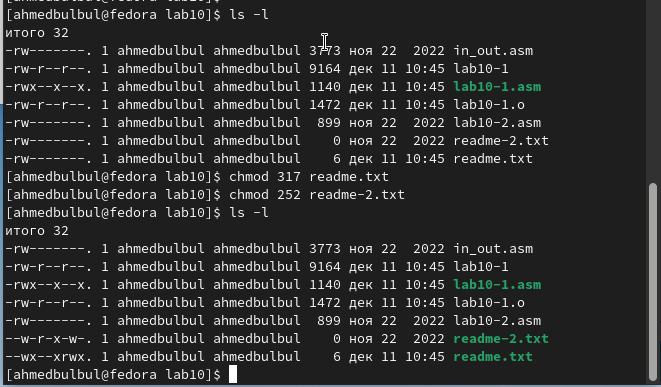 [ahmedbulbul@fedora lab10]$ ls -l
итого 32
-rw-------. 1 ahmedbulbul ahmedbulbul 3773 ноя 22  2022 in_out.asm
-rw-r--r--. 1 ahmedbulbul ahmedbulbul 9164 дек 11 10:45 lab10-1
-rwx--x--x. 1 ahmedbulbul ahmedbulbul 1140 дек 11 10:45 lab10-1.asm
-rw-r--r--. 1 ahmedbulbul ahmedbulbul 1472 дек 11 10:45 lab10-1.o
-rw-------. 1 ahmedbulbul ahmedbulbul  899 ноя 22  2022 lab10-2.asm
-rw-------. 1 ahmedbulbul ahmedbulbul    0 ноя 22  2022 readme-2.txt
-rw-------. 1 ahmedbulbul ahmedbulbul    6 дек 11 10:45 readme.txt
[ahmedbulbul@fedora lab10]$ chmod 317 readme.txt
[ahmedbulbul@fedora lab10]$ chmod 252 readme-2.txt
[ahmedbulbul@fedora lab10]$ ls -l
итого 32
-rw-------. 1 ahmedbulbul ahmedbulbul 3773 ноя 22  2022 in_out.asm
-rw-r--r--. 1 ahmedbulbul ahmedbulbul 9164 дек 11 10:45 lab10-1
-rwx--x--x. 1 ahmedbulbul ahmedbulbul 1140 дек 11 10:45 lab10-1.asm
-rw-r--r--. 1 ahmedbulbul ahmedbulbul 1472 дек 11 10:45 lab10-1.o
-rw-------. 1 ahmedbulbul ahmedbulbul  899 ноя 22  2022 lab10-2.asm
--w-r-x-w-. 1 ahmedbulbul ahmedbulbul    0 ноя 22  2022 readme-2.txt
--wx--xrwx. 1 ahmedbulbul ahmedbulbul    6 дек 11 10:45 readme.txt
[ahmedbulbul@fedora lab10]$